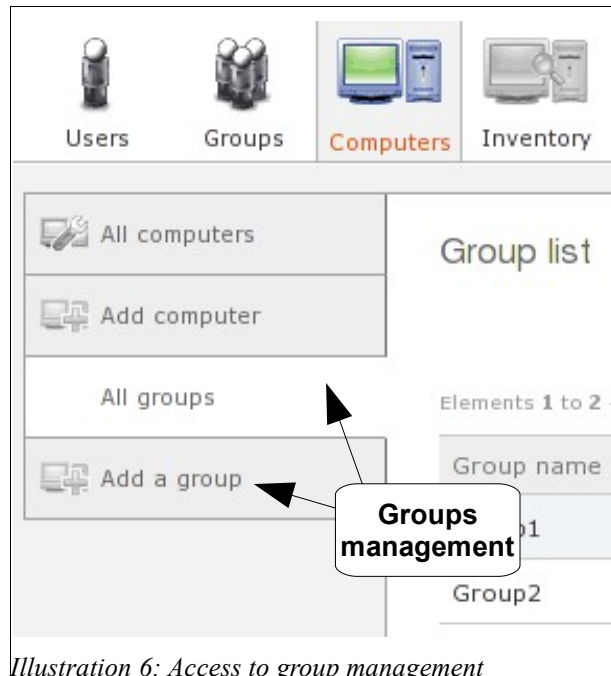 Users Groups Computers Inventory
All computers
Add computer
All groups
Add a group
Group list
Elements 1 to 2
Group name
1
Group2
Groups
management
Illustration 6: Access to group management